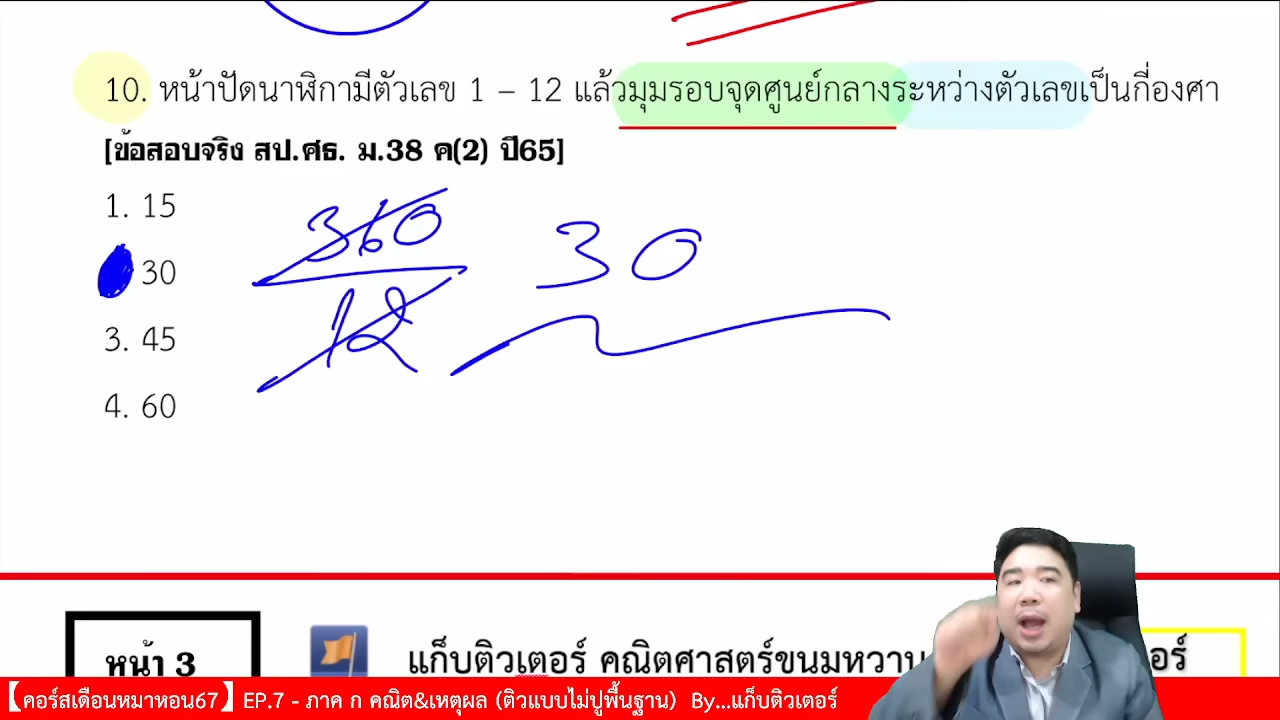 10. หน้าปัดนาฬิกามีตัวเลข 1 – 12 แล้วมุมรอบจุดศูนย์กลางระหว่างตัวเลขเป็นกี่องศา
[ข้อสอบจริง สป.ศธ. ม.38 ค(2) ปี65]
1. 15
30
3. 45
4. 60
360
12
30
หน้า 3
แก็บติวเตอร์ คณิตศาสตร์ขนมหวาน
อร์
【คอร์สเดือนหมาหอน67】EP.7 - ภาค ก คณิต&เหตุผล (ติวแบบไม่ปูพื้นฐาน) By...แก็บติวเตอร์